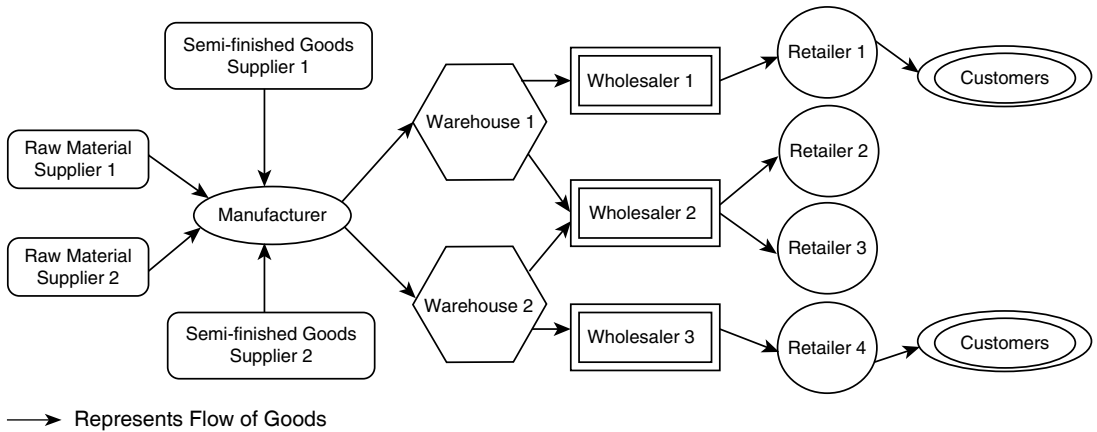 Semi-finished Goods
Supplier 1
Raw Material
Supplier 1
Raw Material
Supplier 2
Manufacturer
Semi-finished Goods
Supplier 2
Warehouse 1
Warehouse 2
Wholesaler 1
Wholesaler 2
Wholesaler 3
Retailer 1
Retailer 2
Retailer 3
Retailer 4
Customers
Customers
Represents Flow of Goods